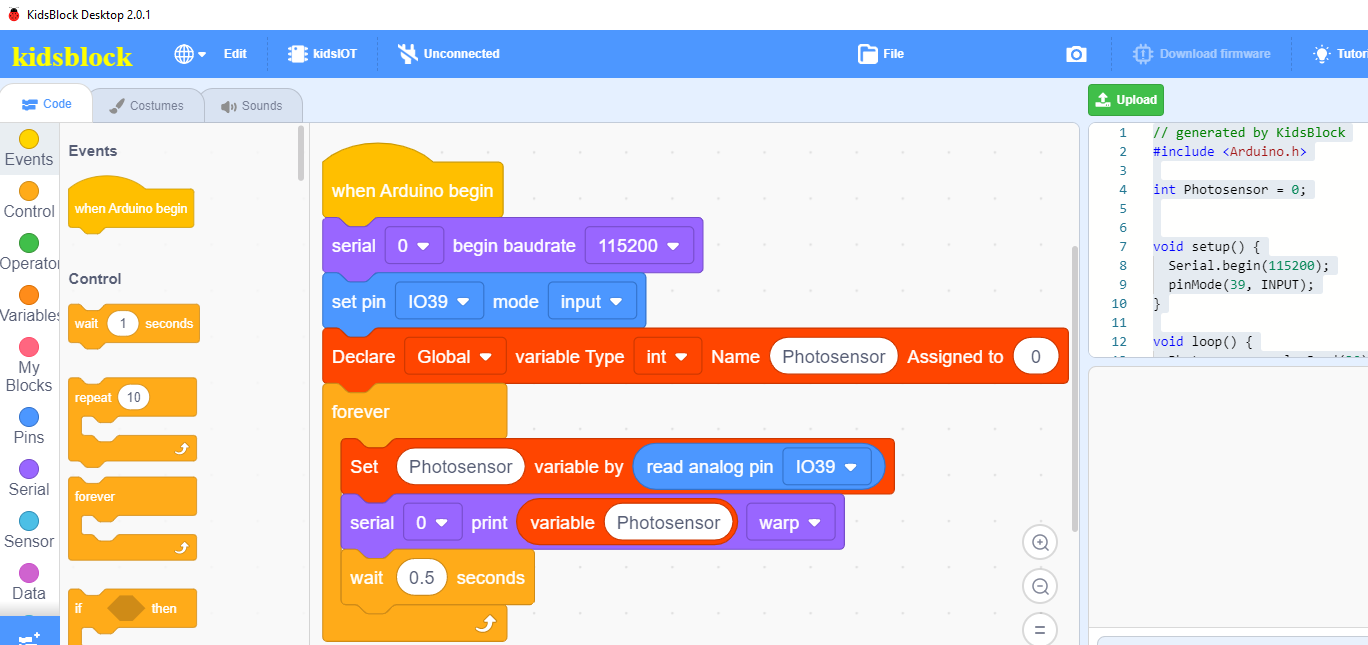 KidsBlock Desktop 2.0.1
kidsblock
Edit
kidsIOT
Unconnected
File
Download firmware
Code
Costumes
Sounds
Upload
Events
Control
Variables
My
Blocks
Pins
Serial
Sensor
Data
Events
when Arduino begin
Control
wait 1 seconds
repeat 10
forever
if then
when Arduino begin
serial 0 begin baudrate 115200
set pin IO39 mode input
Declare Global variable Type int Name Photosensor Assigned to 0
forever
Set Photosensor variable by read analog pin IO39
serial 0 print variable Photosensor warp
wait 0.5 seconds
1 // generated by KidsBlock
2 #include <Arduino.h>
3
4 int Photosensor = 0;
5
6
7 void setup() {
8 Serial.begin(115200);
9 pinMode(39, INPUT);
10 }
11
12 void loop() {